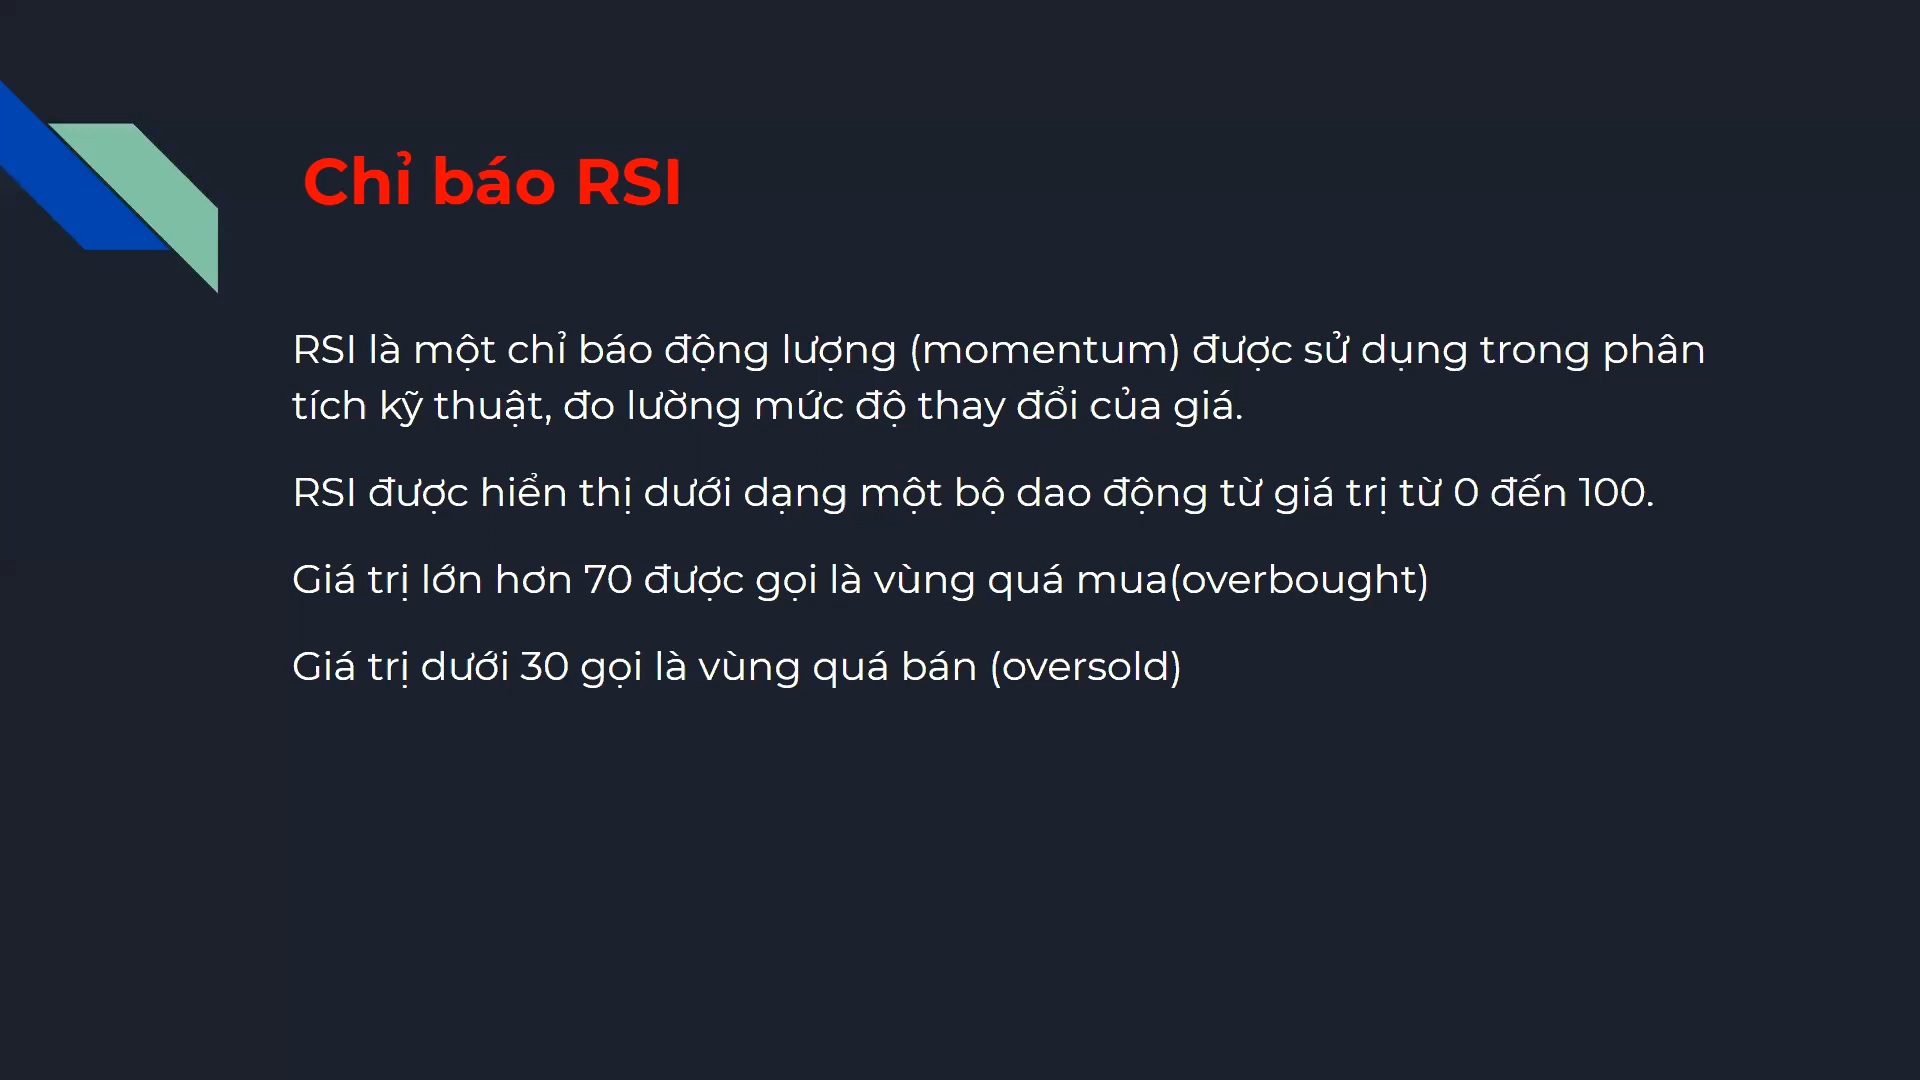 Chỉ báo RSI
RSI là một chỉ báo động lượng (momentum) được sử dụng trong phân
tích kỹ thuật, đo lường mức độ thay đổi của giá.
RSI được hiển thị dưới dạng một bộ dao động từ giá trị từ 0 đến 100.
Giá trị lớn hơn 70 được gọi là vùng quá mua(overbought)
Giá trị dưới 30 gọi là vùng quá bán (oversold)